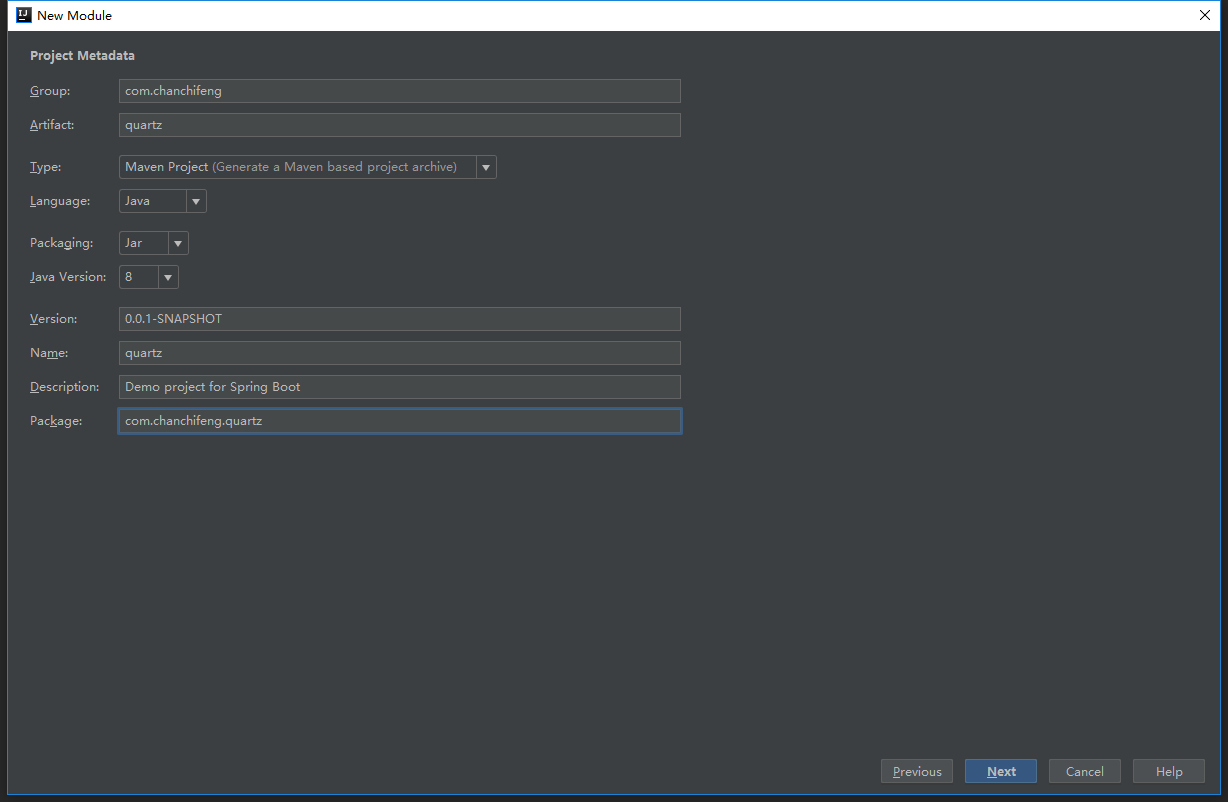 New Module
Project Metadata
Group: com.chanchifeng
Artifact: quartz
Type: Maven Project (Generate a Maven based project archive)
Language: Java
Packaging: Jar
Java Version: 8
Version: 0.0.1-SNAPSHOT
Name: quartz
Description: Demo project for Spring Boot
Package: com.chanchifeng.quartz
Previous Next Cancel Help